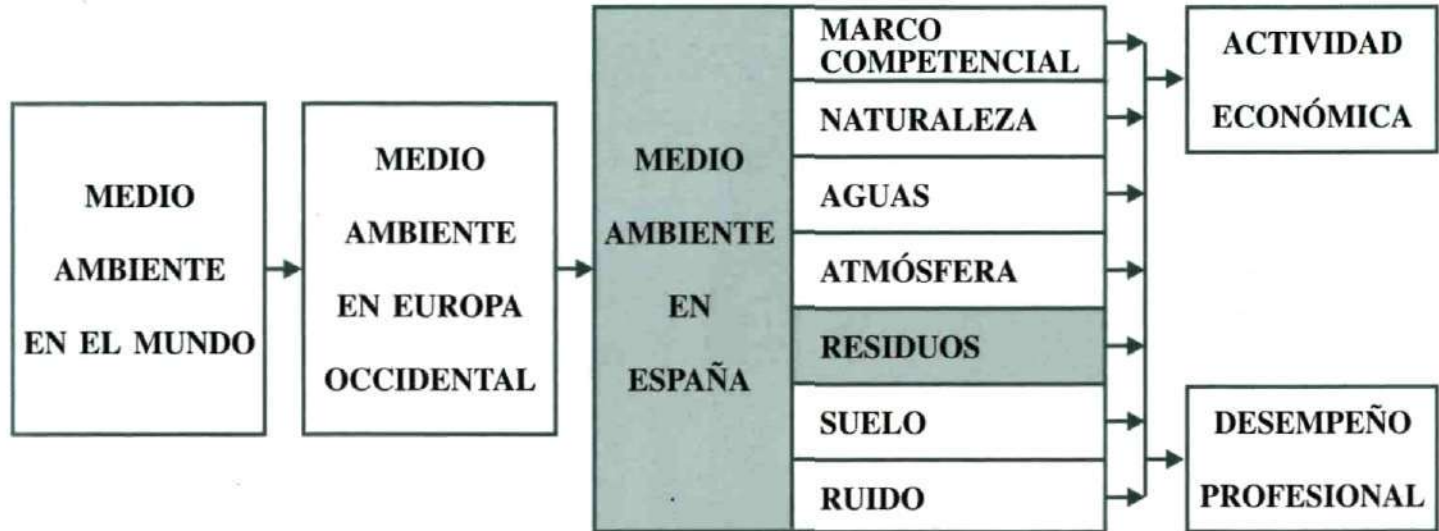 MEDIO
AMBIENTE
EN EL MUNDO
MEDIO
AMBIENTE
EN EUROPA
OCCIDENTAL
MEDIO
AMBIENTE
EN
ESPAÑA
MARCO
COMPETENCIAL
NATURALEZA
AGUAS
ATMÓSFERA
RESIDUOS
SUELO
RUIDO
ACTIVIDAD
ECONÓMICA
DESEMPEÑO
PROFESIONAL